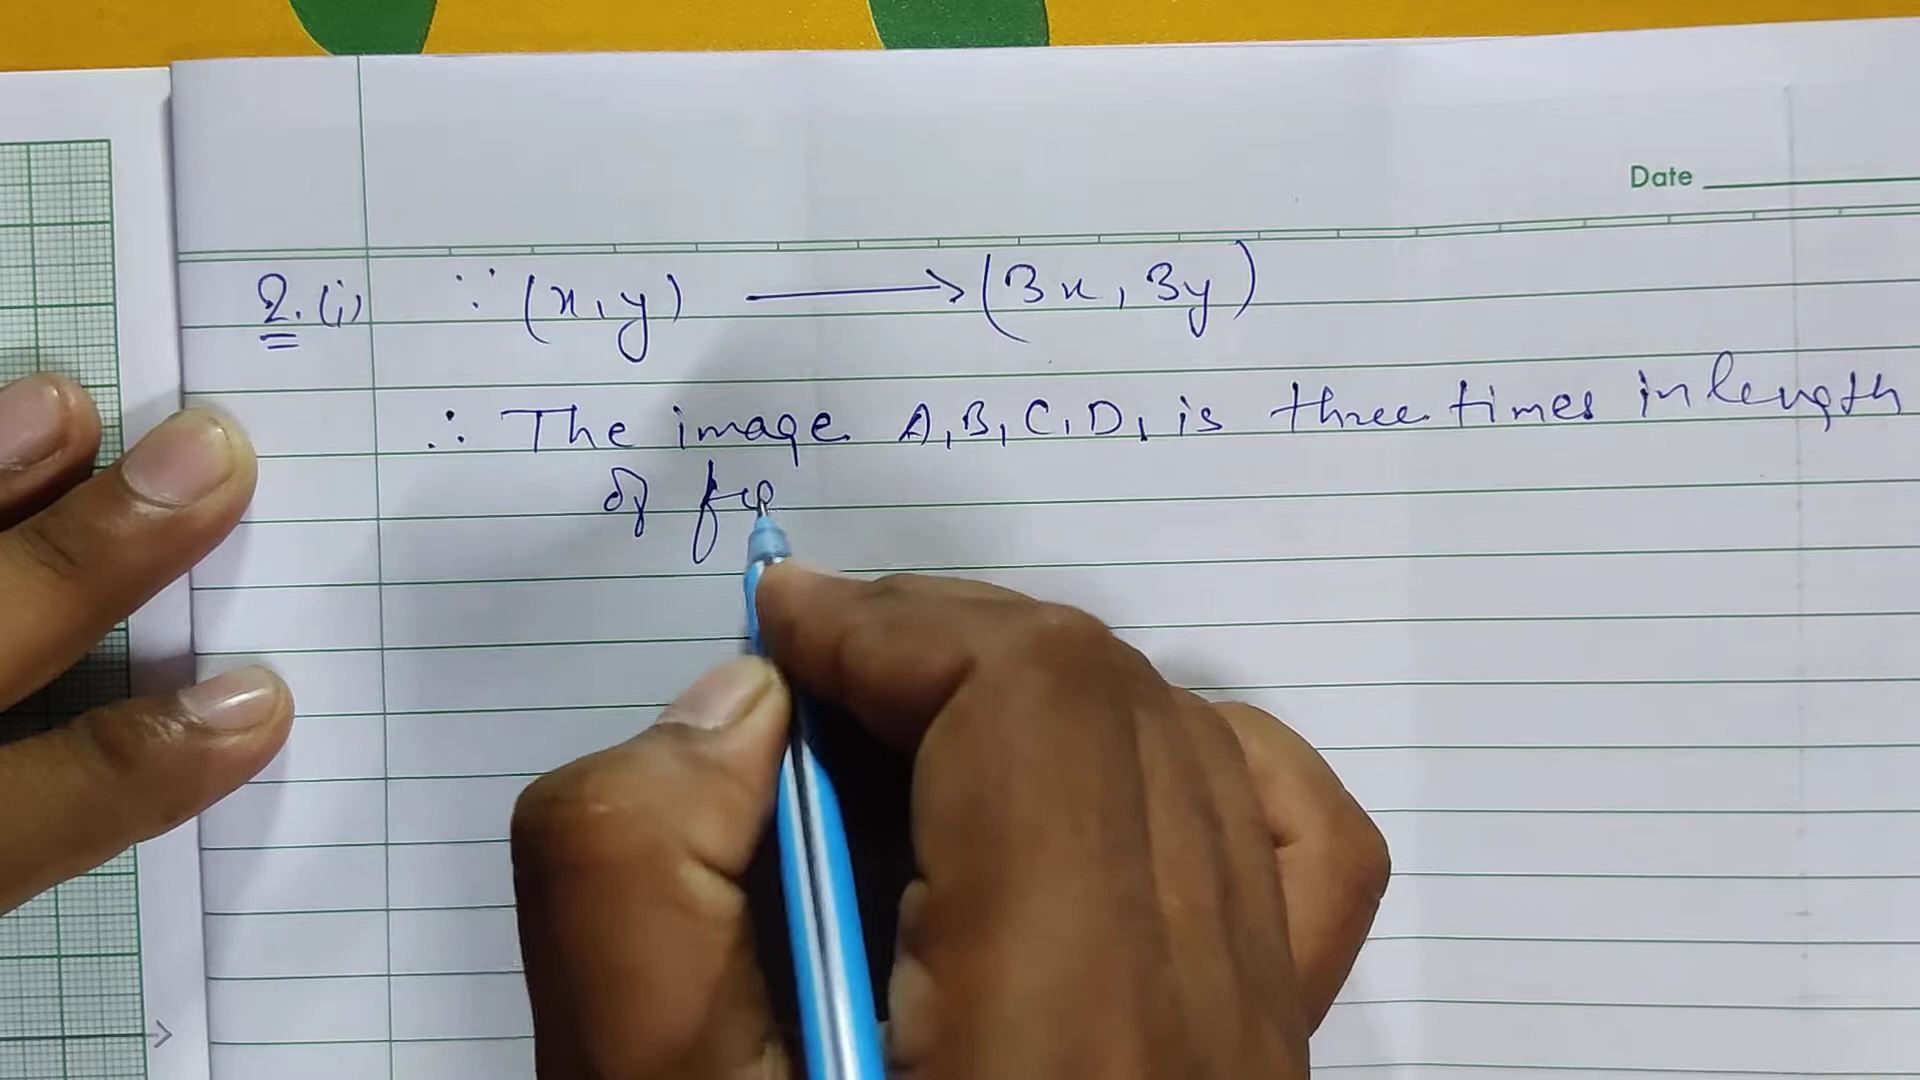 Date
2. (i) ∵ (x, y) ⟶ (3x, 3y)
∴ The image A₁B₁C₁D₁ is three times in length
of